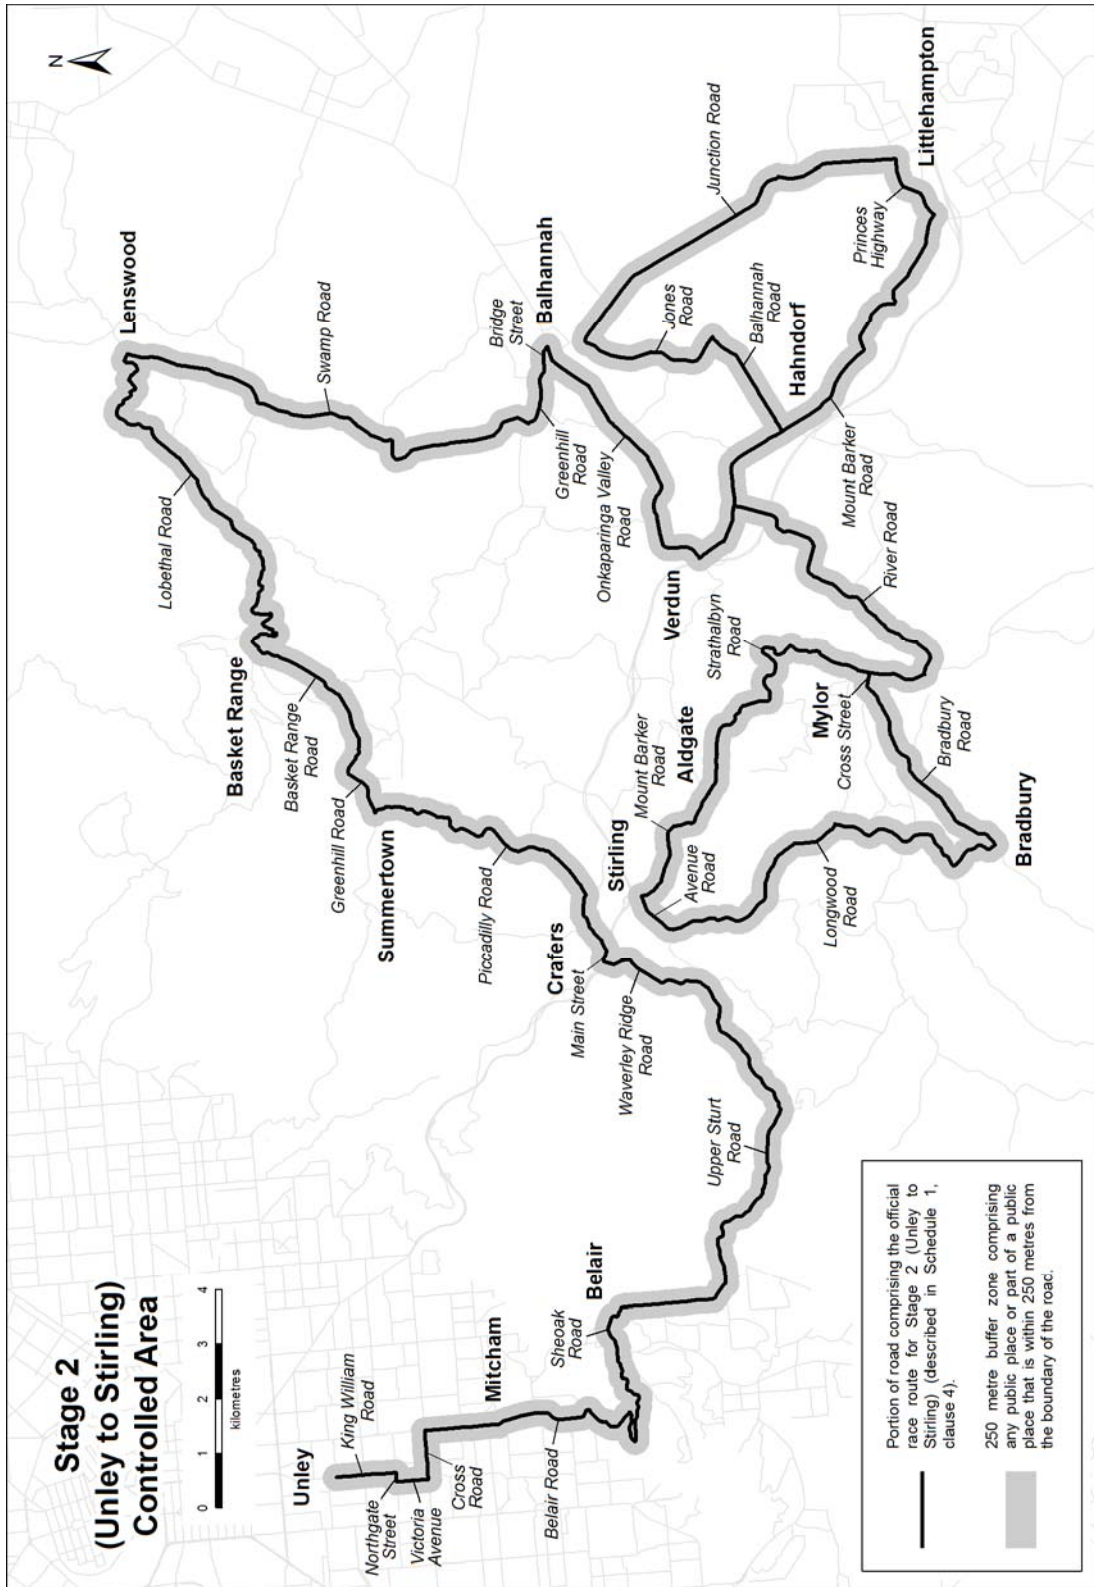 Stage 2
(Unley to Stirling)
Controlled Area
0
1
2
3
4
kilometres
N
Unley
King William
Road
Northgate
Street
Victoria
Avenue
Cross
Road
Mitcham
Belair Road
Sheoak
Road
Belair
Upper Sturt
Road
Waverley Ridge
Road
Main Street
Crafers
Piccadilly Road
Summertown
Greenhill Road
Basket Range
Road
Basket Range
Lobethal Road
Lenswood
Swamp Road
Greenhill
Road
Bridge
Street
Balhannah
Onkaparinga Valley
Road
Verdun
Jones
Road
Balhannah
Road
Hahndorf
Junction Road
Littlehampton
Princes
Highway
Mount Barker
Road
River Road
Strathalbyn
Road
Mylor
Cross Street
Bradbury
Road
Bradbury
Longwood
Road
Stirling
Avenue
Road
Mount Barker
Road
Aldgate
Portion of road comprising the official
race route for Stage 2 (Unley to
Stirling) (described in Schedule 1,
clause 4).
250 metre buffer zone comprising
any public place or part of a public
place that is within 250 metres from
the boundary of the road.